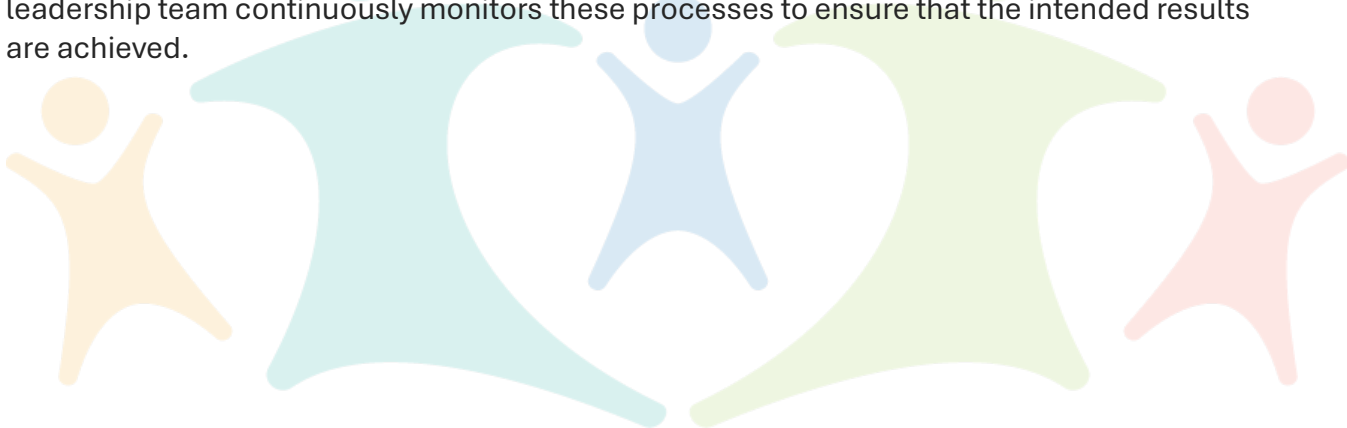 leadership team continuously monitors these processes to ensure that the intended results
are achieved.